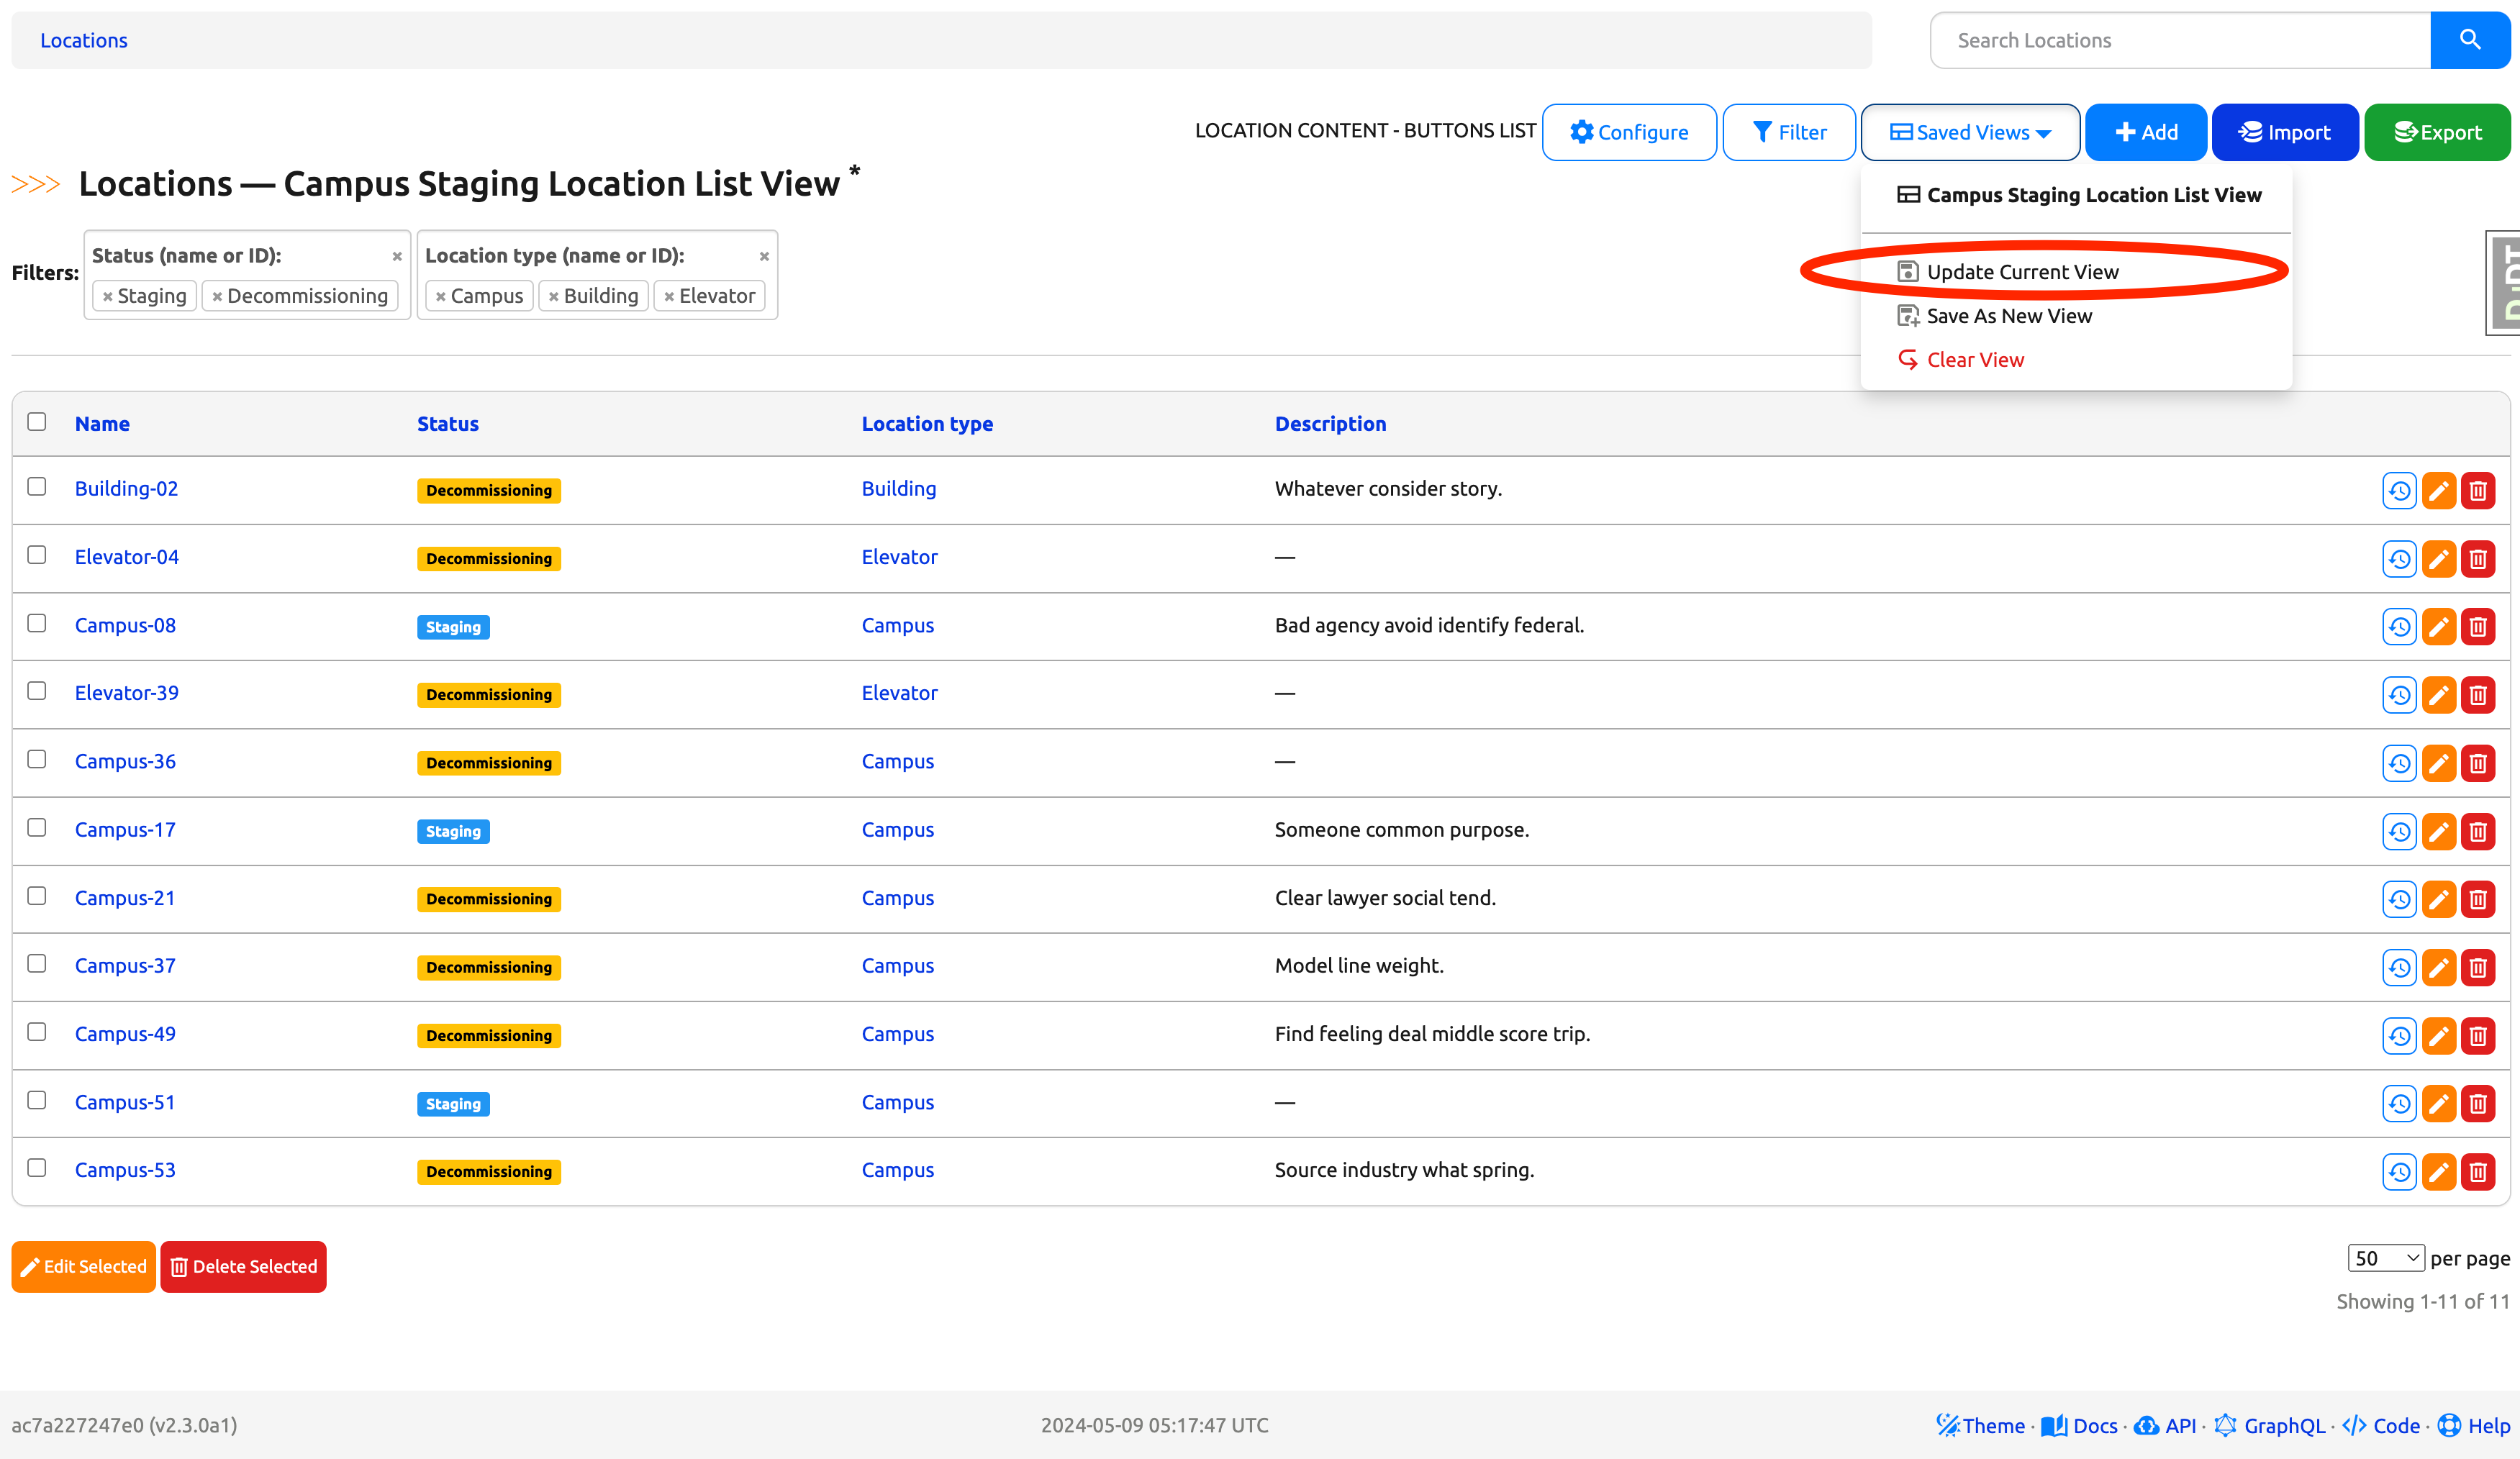 Locations
Search Locations
LOCATION CONTENT - BUTTONS LIST
Configure
Filter
Saved Views
Add
Import
Export
Locations — Campus Staging Location List View *
Campus Staging Location List View
Update Current View
Save As New View
Clear View
Filters:
Status (name or ID): ×
× Staging × Decommissioning
Location type (name or ID): ×
× Campus × Building × Elevator
Name Status Location type Description
Building-02 Decommissioning Building Whatever consider story.
Elevator-04 Decommissioning Elevator —
Campus-08 Staging Campus Bad agency avoid identify federal.
Elevator-39 Decommissioning Elevator —
Campus-36 Decommissioning Campus —
Campus-17 Staging Campus Someone common purpose.
Campus-21 Decommissioning Campus Clear lawyer social tend.
Campus-37 Decommissioning Campus Model line weight.
Campus-49 Decommissioning Campus Find feeling deal middle score trip.
Campus-51 Staging Campus —
Campus-53 Decommissioning Campus Source industry what spring.
Edit Selected
Delete Selected
50 per page
Showing 1-11 of 11
ac7a227247e0 (v2.3.0a1)
2024-05-09 05:17:47 UTC
Theme · Docs · API · GraphQL · Code · Help